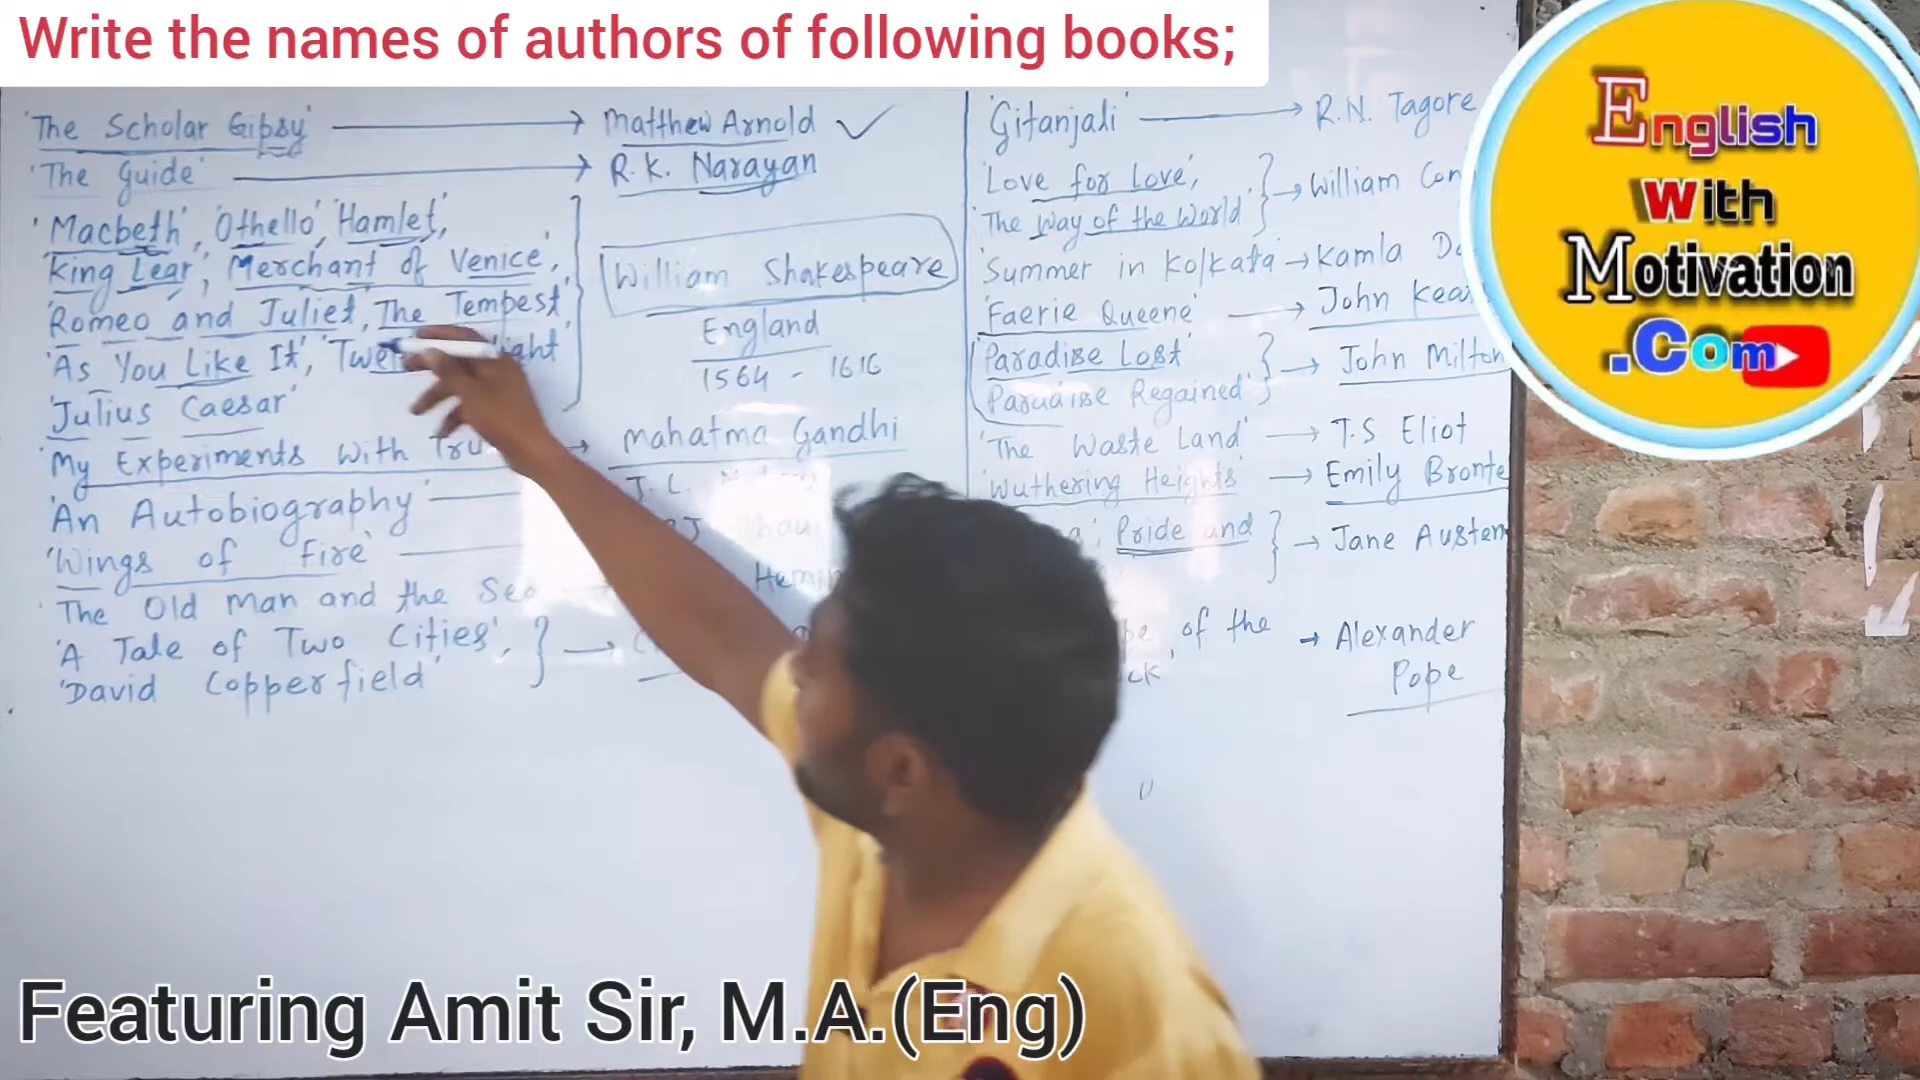 Write the names of authors of following books;
'The Scholar Gipsy' → Matthew Arnold ✓
'The Guide' → R. K. Narayan
'Macbeth', 'Othello', 'Hamlet',
'King Lear', 'Merchant of Venice',
'Romeo and Juliet, The Tempest'
'As You Like It',
'Julius Caesar'
William Shakespeare
England
1564 - 1616
'My Experiments with → Mahatma Gandhi
'An Autobiography' J. L.
'Wings of fire'
'The Old Man and the Sea
'A Tale of Two Cities',
'David Copperfield'
'Gitanjali' → R.N. Tagore
'Love for Love', → William
'The Way of the World'
'Summer in Kolkata → Kamla
'Faerie Queene' → John
'Paradise Lost' → John Milton
Paradise Regained'
'The Waste Land' → T.S Eliot
'Wuthering Heights' → Emily Bronte
Pride and → Jane Austen
of the → Alexander
Pope
English
With
Motivation
.Com
Featuring Amit Sir, M.A.(Eng)